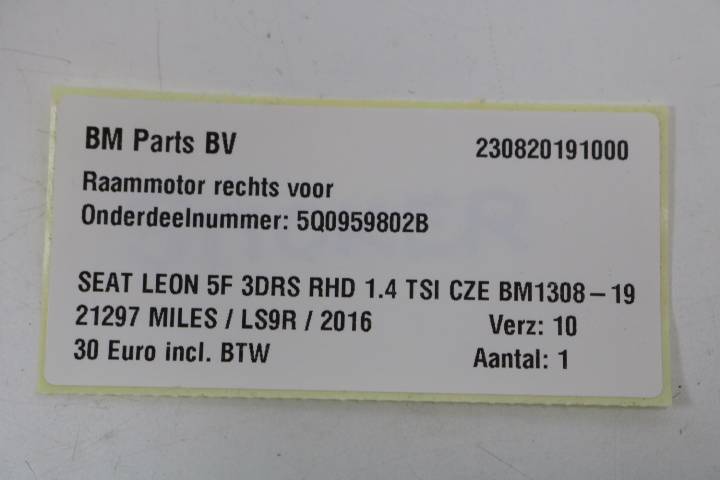 BM Parts BV 230820191000
Raammotor rechts voor
Onderdeelnummer: 5Q0959802B
SEAT LEON 5F 3DRS RHD 1.4 TSI CZE BM1308-19
21297 MILES / LS9R / 2016 Verz: 10
30 Euro incl. BTW Aantal: 1